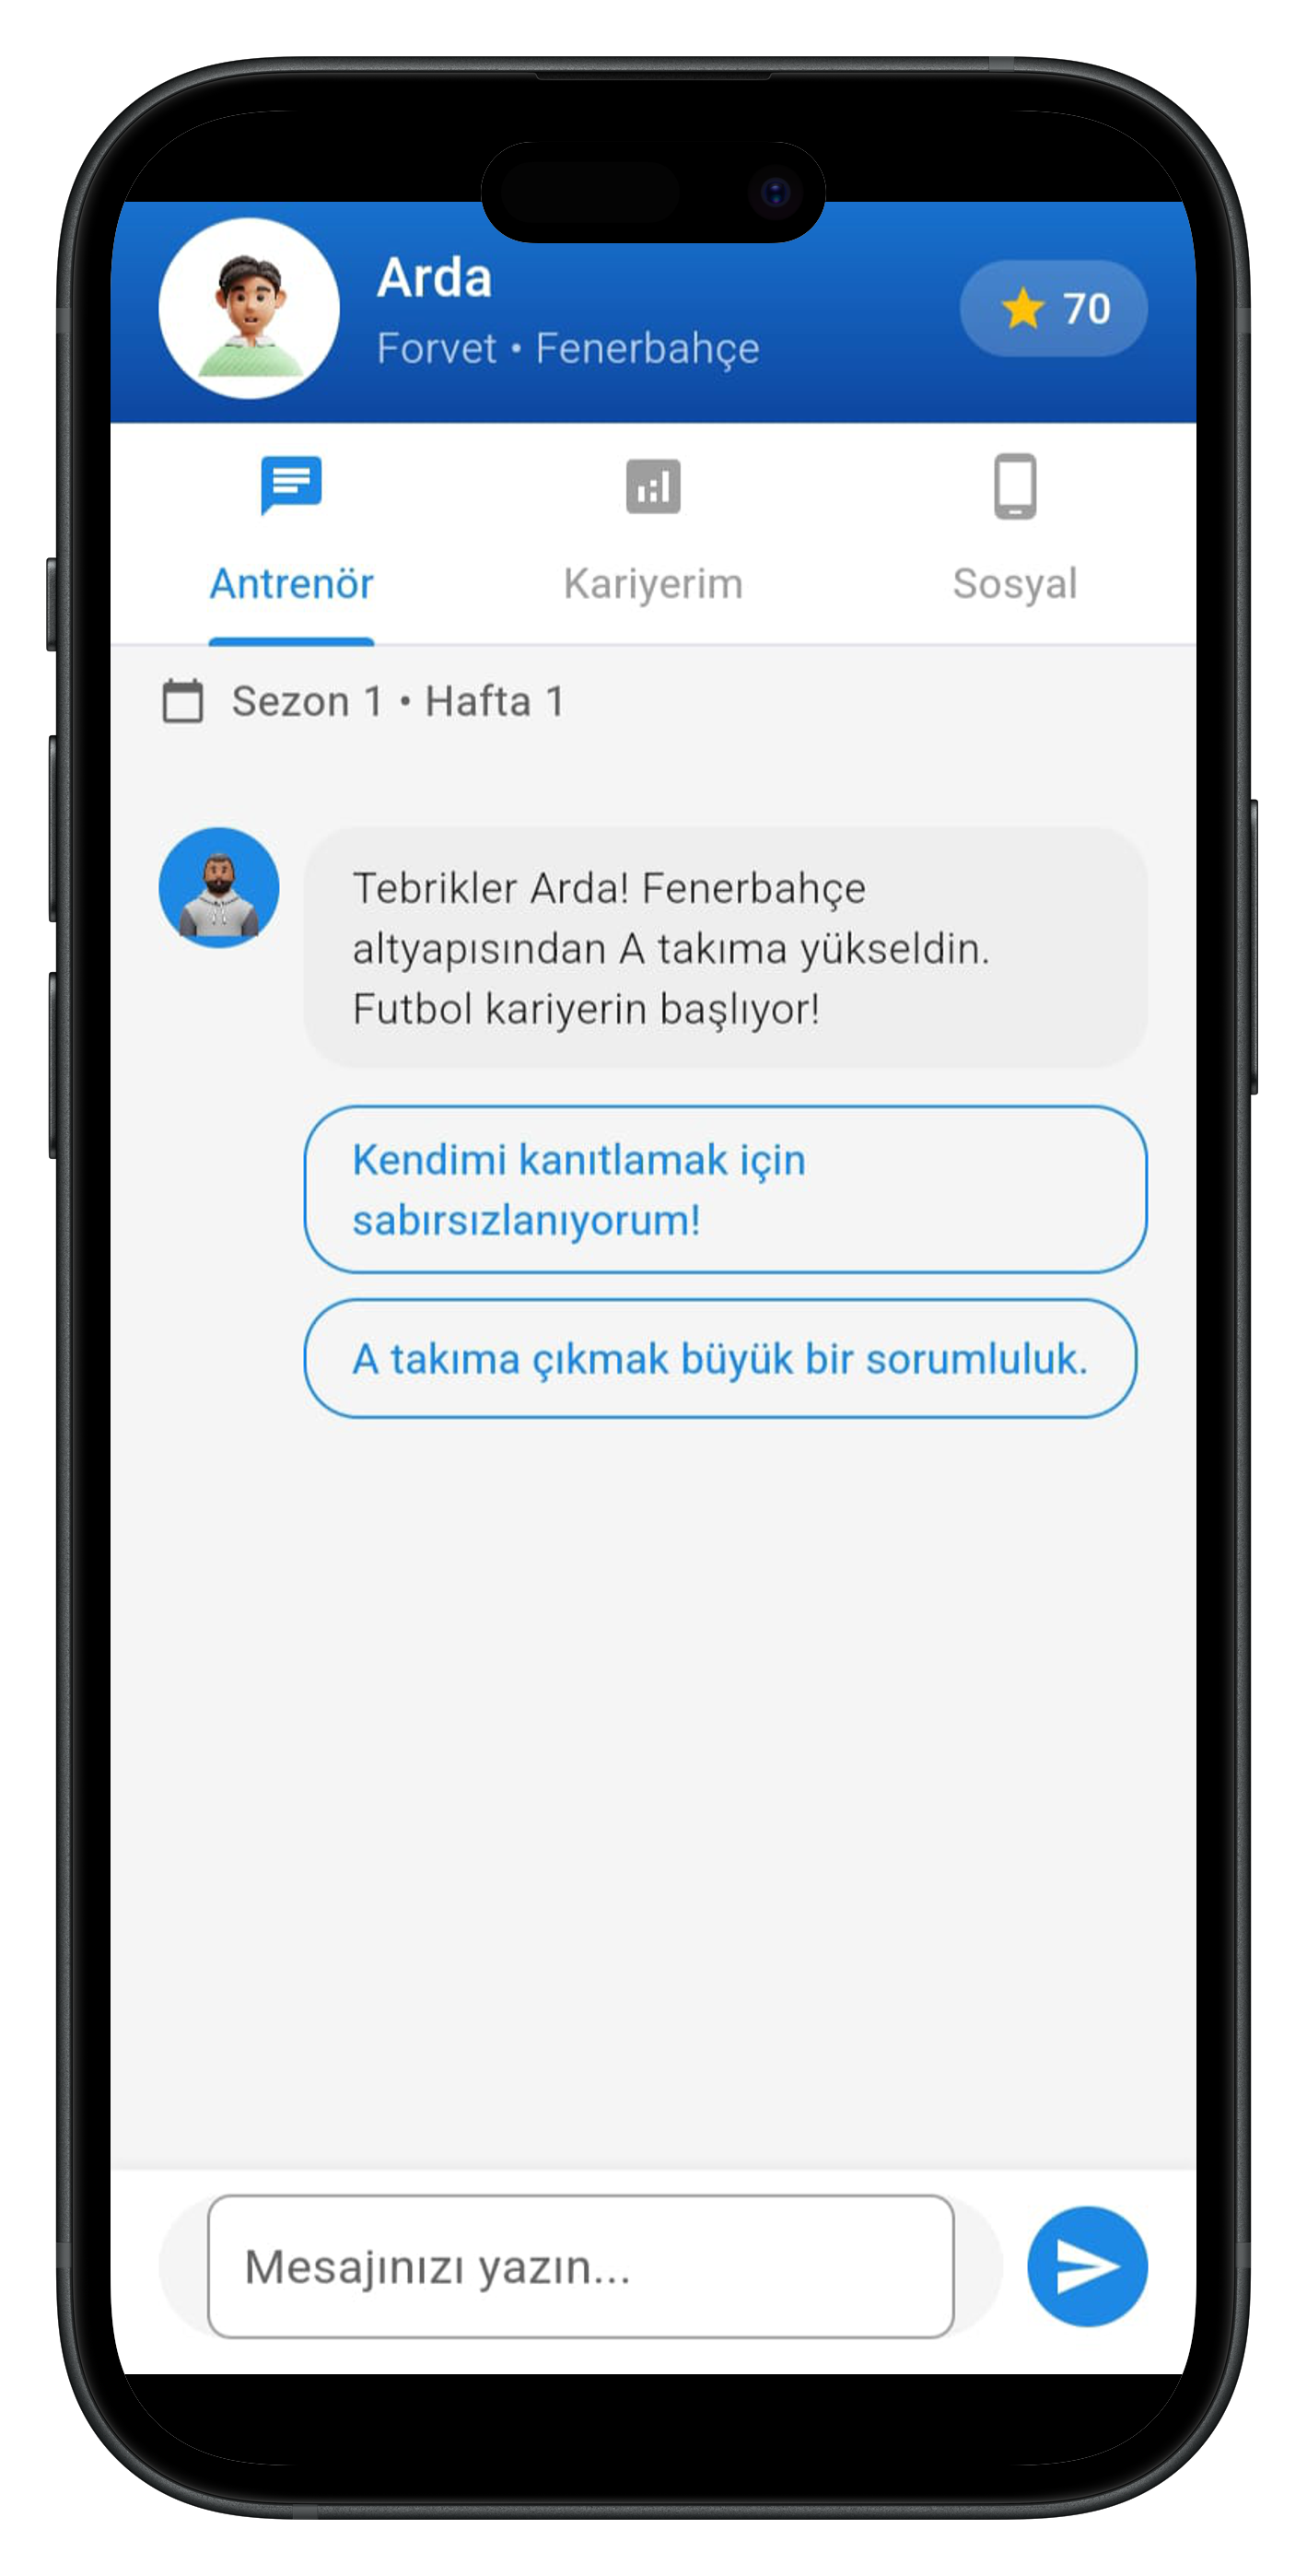 Arda
Forvet • Fenerbahçe
70
Antrenör
Kariyerim
Sosyal
Sezon 1 • Hafta 1
Tebrikler Arda! Fenerbahçe
altyapısından A takıma yükseldin.
Futbol kariyerin başlıyor!
Kendimi kanıtlamak için
sabırsızlanıyorum!
A takıma çıkmak büyük bir sorumluluk.
Mesajınızı yazın...